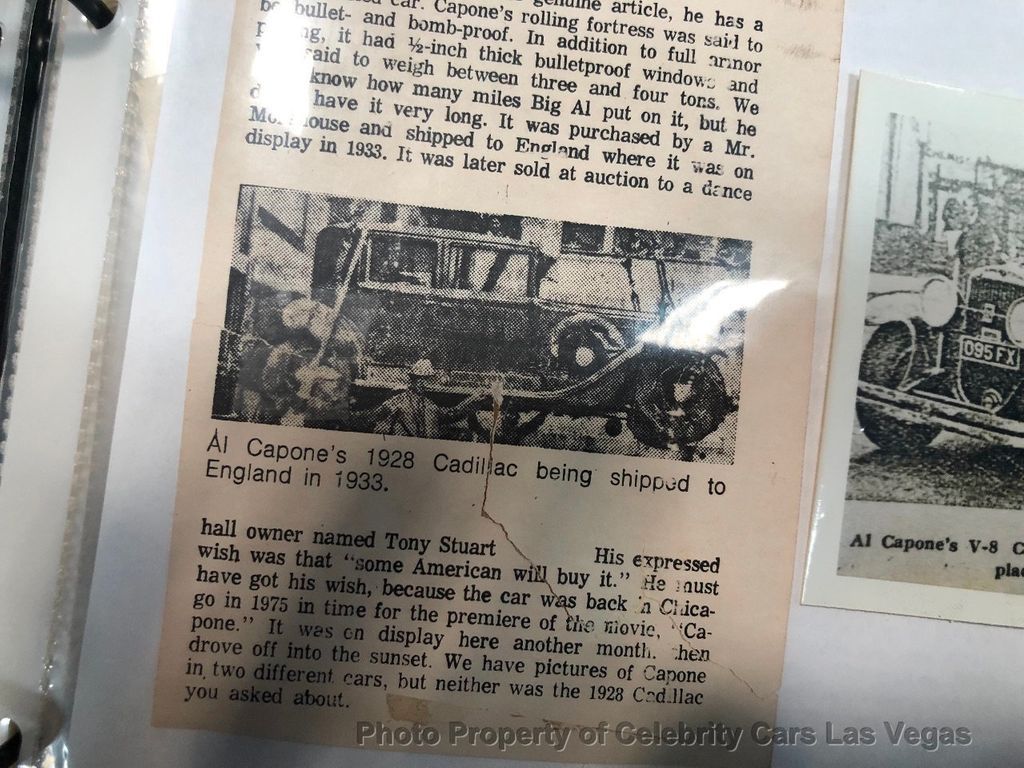 genuine article, he has a
car. Capone's rolling fortress was said to
be bullet- and bomb-proof. In addition to full armor
it had ½-inch thick bulletproof windows and
said to weigh between three and four tons. We
know how many miles Big Al put on it, but he
have it very long. It was purchased by a Mr.
and shipped to England where it was on
display in 1933. It was later sold at auction to a dance
Al Capone's 1928 Cadillac being shipped to
England in 1933.
hall owner named Tony Stuart His expressed
wish was that "some American will buy it." He must
have got his wish, because the car was back in Chica-
go in 1975 in time for the premiere of the movie, "Ca-
pone." It was on display here another month, then
drove off into the sunset. We have pictures of Capone
in two different cars, but neither was the 1928 Cadillac
you asked about.
095 FX
Al Capone's V-8 C
plac
Photo Property of Celebrity Cars Las Vegas